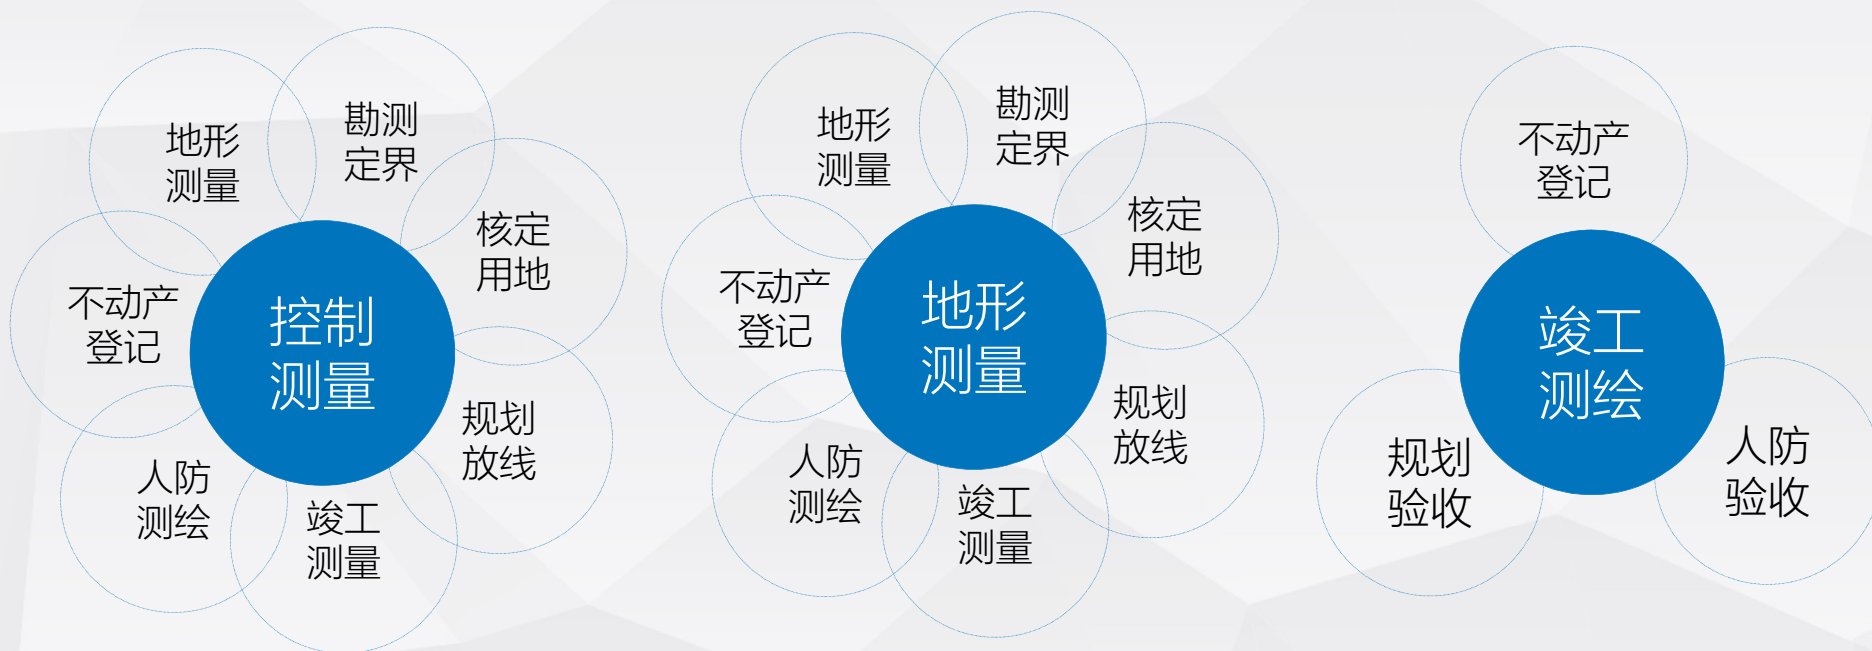 地形
测量
勘测
定界
核定
用地
不动产
登记
控制
测量
规划
放线
人防
测绘
竣工
测量
地形
测量
勘测
定界
核定
用地
不动产
登记
地形
测量
规划
放线
人防
测绘
竣工
测量
不动产
登记
竣工
测绘
规划
验收
人防
验收